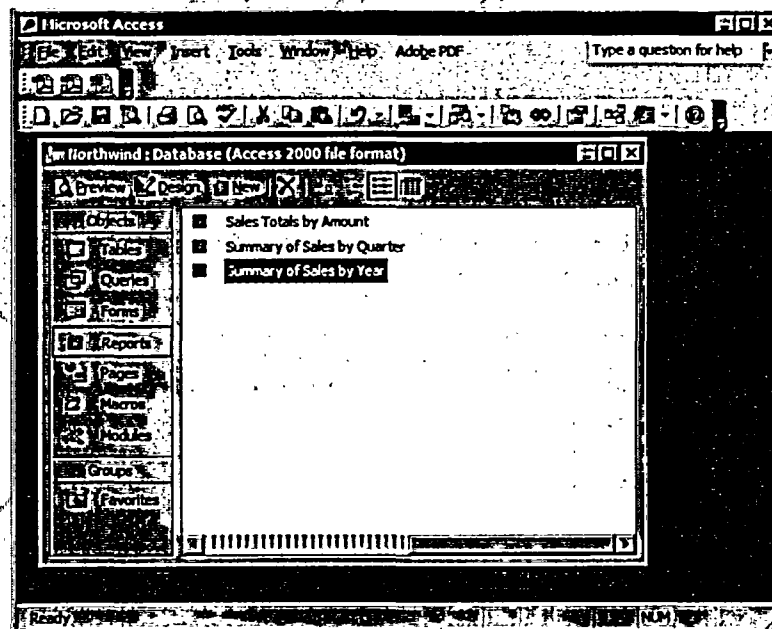 Microsoft Access
File Edit View Insert Tools Window Help Adobe PDF Type a question for help
Northwind : Database (Access 2000 file format)
Preview Design New
Objects
Tables
Queries
Forms
Reports
Pages
Macros
Modules
Groups
Favorites
Sales Totals by Amount
Summary of Sales by Quarter
Summary of Sales by Year
Ready NUM